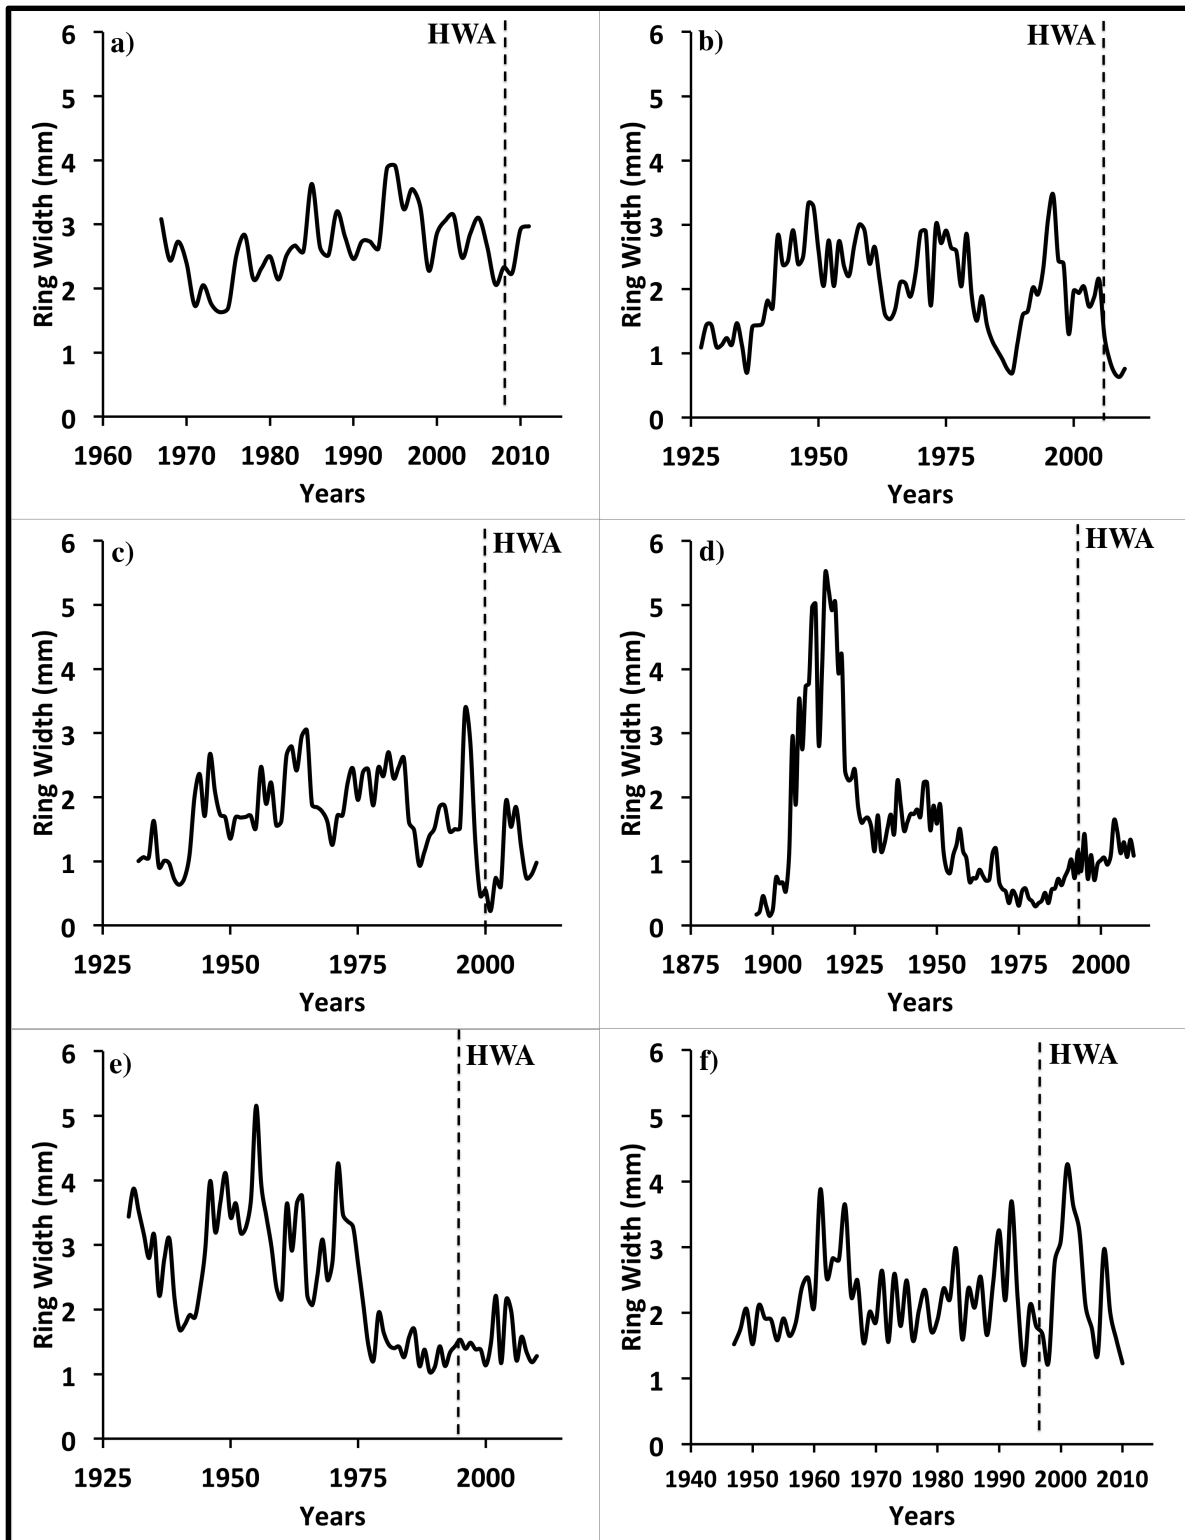 a)
HWA
6
5
4
3
2
1
0
Ring Width (mm)
1960 1970 1980 1990 2000 2010
Years
b)
HWA
6
5
4
3
2
1
0
Ring Width (mm)
1925 1950 1975 2000
Years
c)
HWA
6
5
4
3
2
1
0
Ring Width (mm)
1925 1950 1975 2000
Years
d)
HWA
6
5
4
3
2
1
0
Ring Width (mm)
1875 1900 1925 1950 1975 2000
Years
e)
HWA
6
5
4
3
2
1
0
Ring Width (mm)
1925 1950 1975 2000
Years
f)
HWA
6
5
4
3
2
1
0
Ring Width (mm)
1940 1950 1960 1970 1980 1990 2000 2010
Years